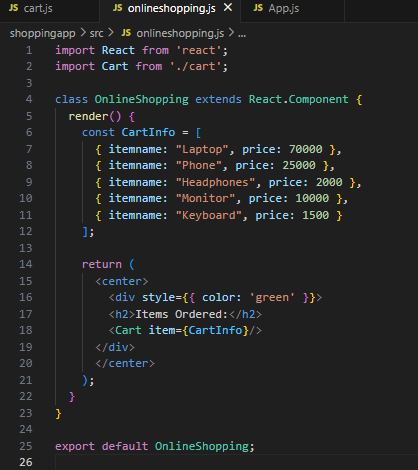 JS cart.js JS onlineshopping.js X JS App.js
shoppingapp > src > JS onlineshopping.js > ...
1 import React from 'react';
2 import Cart from './cart';
3
4 class OnlineShopping extends React.Component {
5 render() {
6 const CartInfo = [
7 { itemname: "Laptop", price: 70000 },
8 { itemname: "Phone", price: 25000 },
9 { itemname: "Headphones", price: 2000 },
10 { itemname: "Monitor", price: 10000 },
11 { itemname: "Keyboard", price: 1500 }
12 ];
13
14 return (
15 <center>
16 <div style={{ color: 'green' }}>
17 <h2>Items Ordered:</h2>
18 <Cart item={CartInfo}/>
19 </div>
20 </center>
21 );
22 }
23 }
24
25 export default OnlineShopping;
26